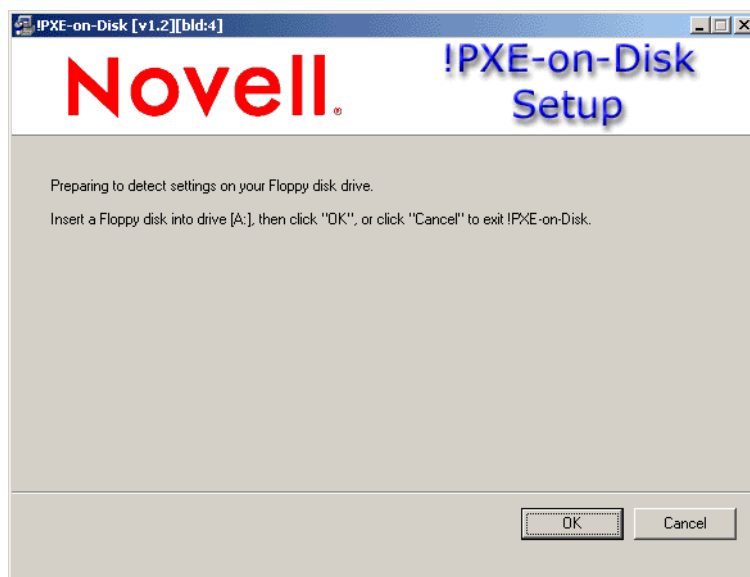 !PXE-on-Disk [v1.2][bld:4]
Novell®
!PXE-on-Disk
Setup
Preparing to detect settings on your Floppy disk drive.
Insert a Floppy disk into drive [A:], then click "OK", or click "Cancel" to exit !PXE-on-Disk.
OK
Cancel